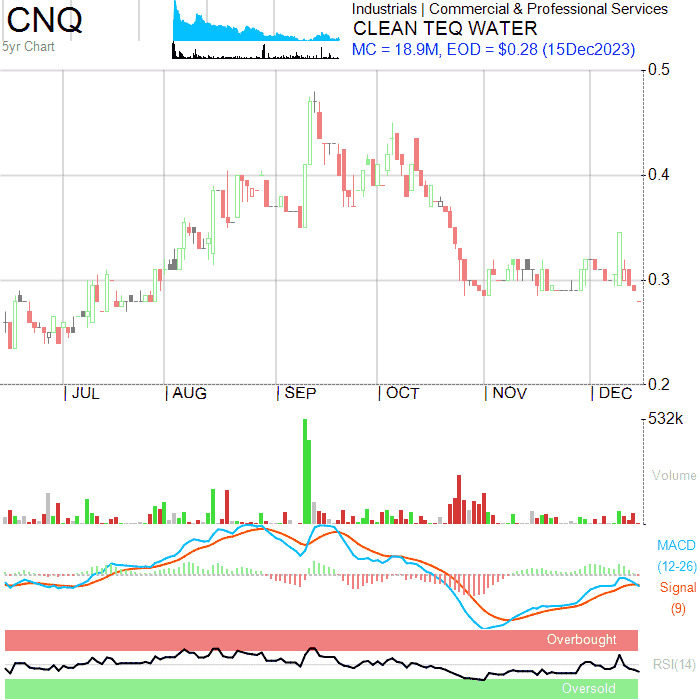 CNQ
5yr Chart
Industrials | Commercial & Professional Services
CLEAN TEQ WATER
MC = 18.9M, EOD = $0.28 (15Dec2023)
0.5
0.4
0.3
0.2
| JUL | AUG | SEP | OCT | NOV | DEC
532k
Volume
MACD
(12-26)
Signal
(9)
Overbought
RSI(14)
Oversold